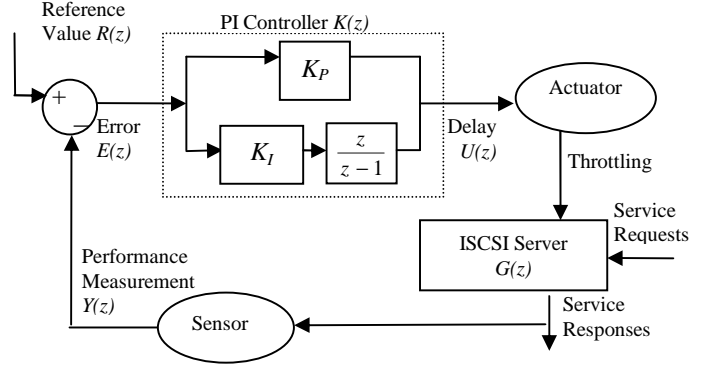 Reference
Value R(z)
PI Controller K(z)
K_P
+
−
Error
E(z)
K_I
z
z − 1
Delay
U(z)
Actuator
Throttling
Service
Requests
ISCSI Server
G(z)
Performance
Measurement
Y(z)
Sensor
Service
Responses